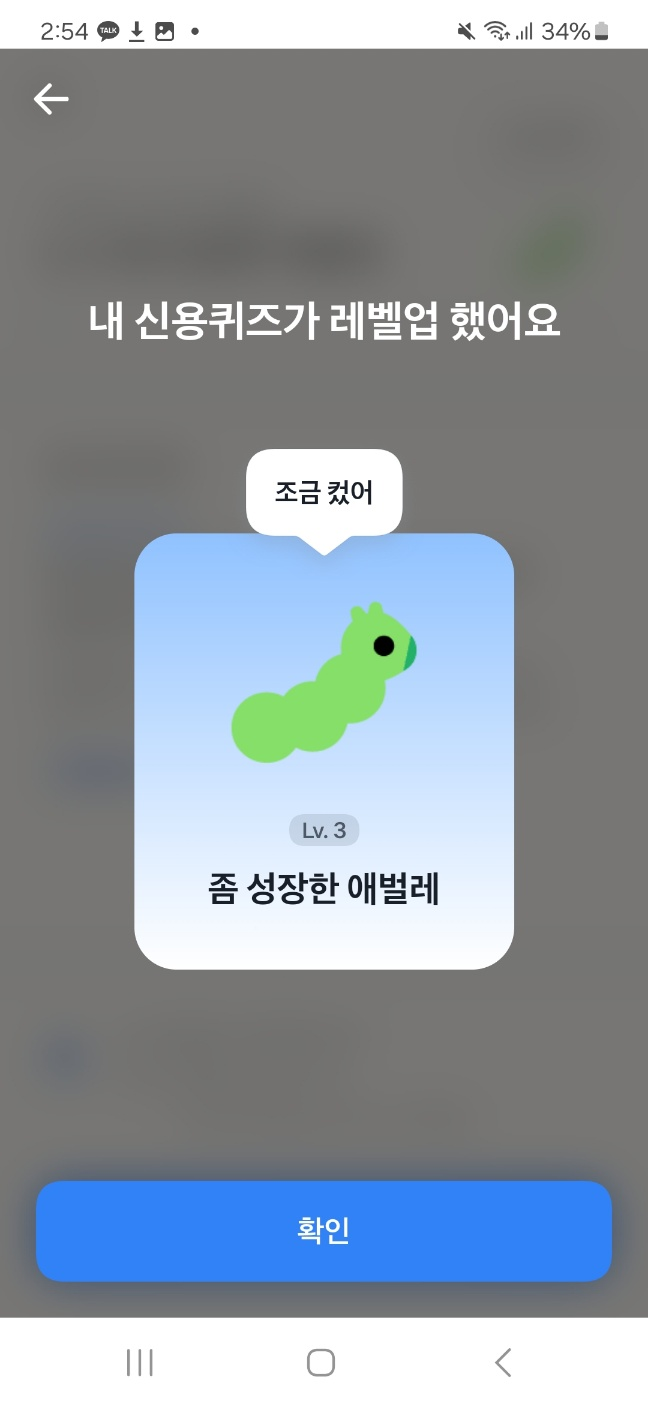 2:54 TALK 34%
내 신용퀴즈가 레벨업 했어요
조금 컸어
Lv. 3
좀 성장한 애벌레
확인